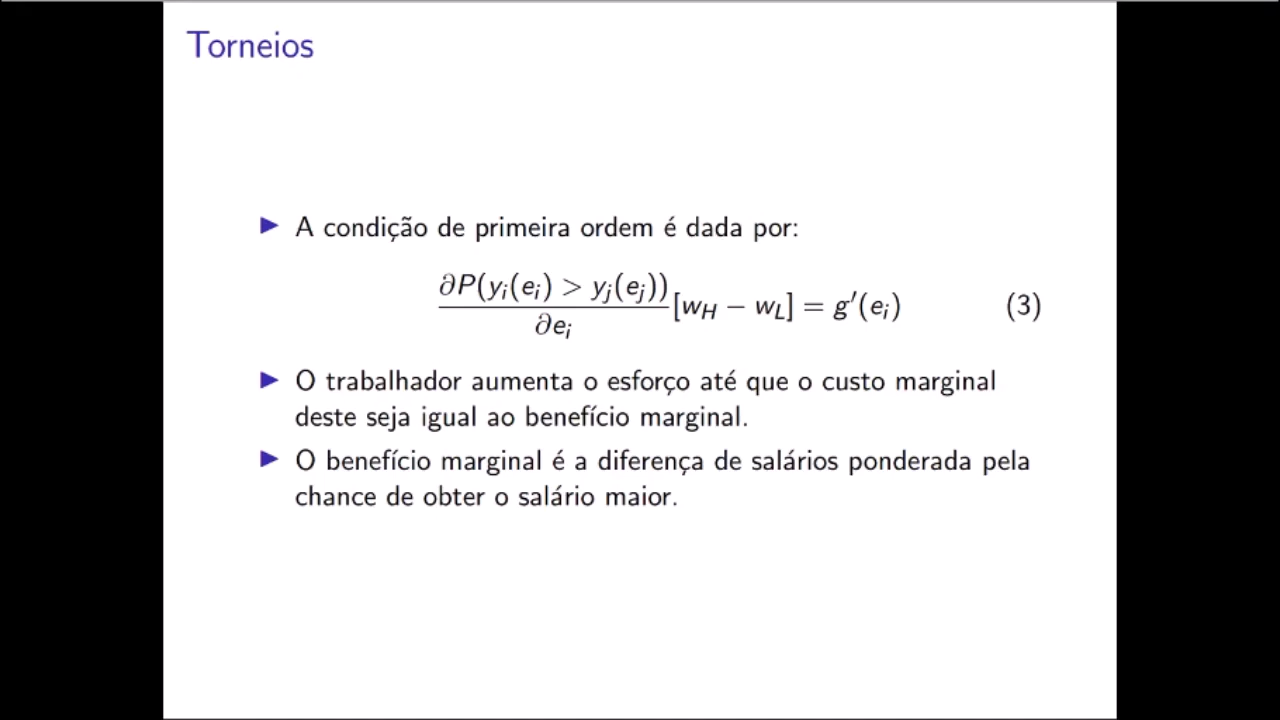 Torneios
▶ A condição de primeira ordem é dada por:
∂P(y_i(e_i) > y_j(e_j))/∂e_i [w_H − w_L] = g′(e_i) (3)
▶ O trabalhador aumenta o esforço até que o custo marginal
deste seja igual ao benefício marginal.
▶ O benefício marginal é a diferença de salários ponderada pela
chance de obter o salário maior.